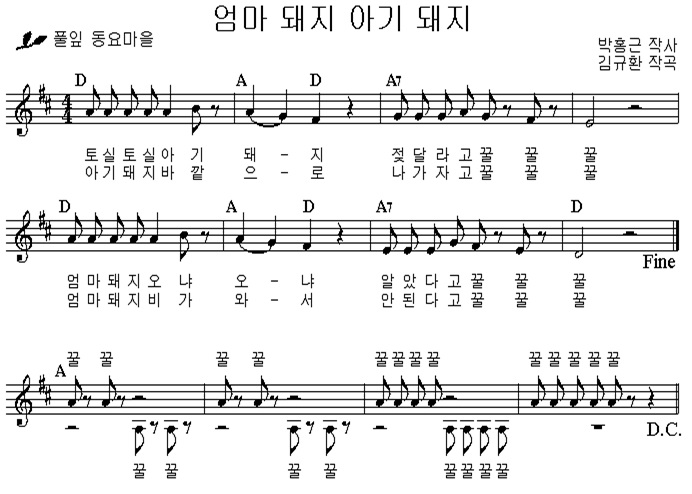 엄마 돼지 아기 돼지
풀잎 동요마을
박홍근 작사
김규환 작곡
D A D A7
4
4
토실토실아 기 돼 - 지 젖달라고꿀 꿀 꿀
아기돼지바 깥 으 - 로 나가자고꿀 꿀 꿀
D A D A7 D
Fine
엄마돼지오 냐 오 - 냐 알았다고 꿀 꿀 꿀
엄마돼지비 가 와 - 서 안된다고 꿀 꿀 꿀
꿀 꿀 꿀 꿀 꿀꿀꿀꿀 꿀꿀꿀꿀꿀
A
D.C.
꿀 꿀 꿀 꿀 꿀꿀꿀꿀